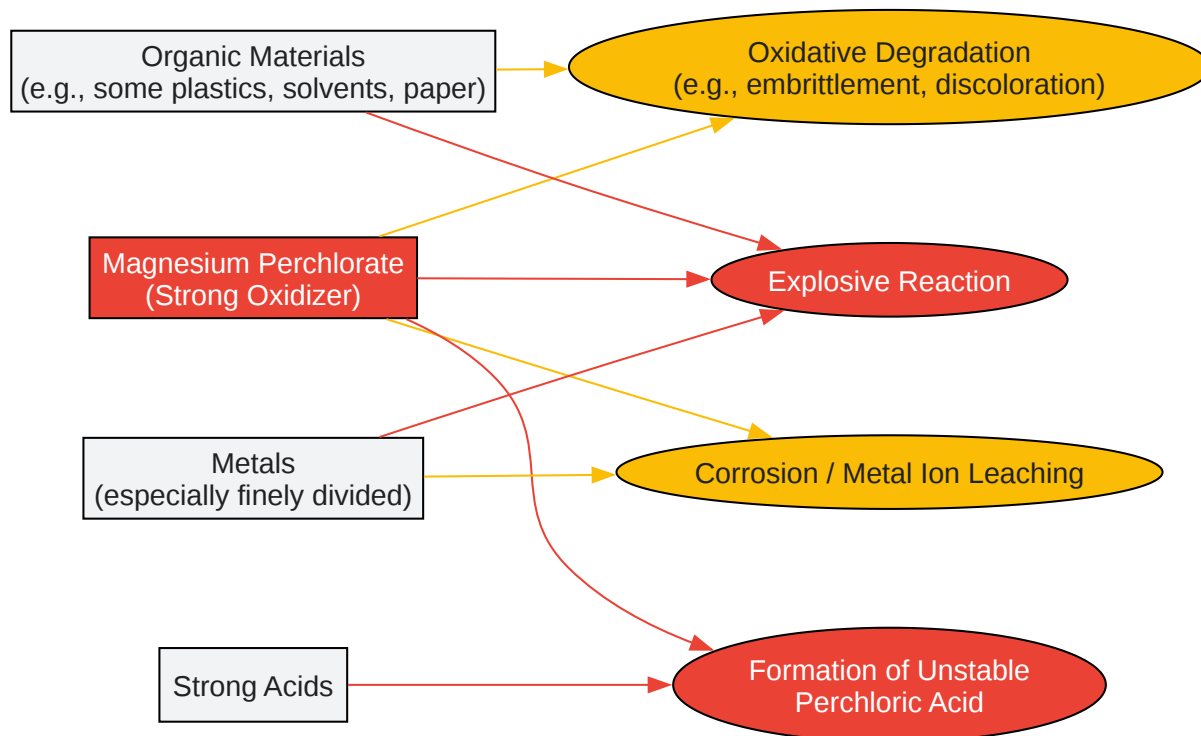 Organic Materials
(e.g., some plastics, solvents, paper)
Oxidative Degradation
(e.g., embrittlement, discoloration)
Magnesium Perchlorate
(Strong Oxidizer)
Explosive Reaction
Metals
(especially finely divided)
Corrosion / Metal Ion Leaching
Strong Acids
Formation of Unstable
Perchloric Acid